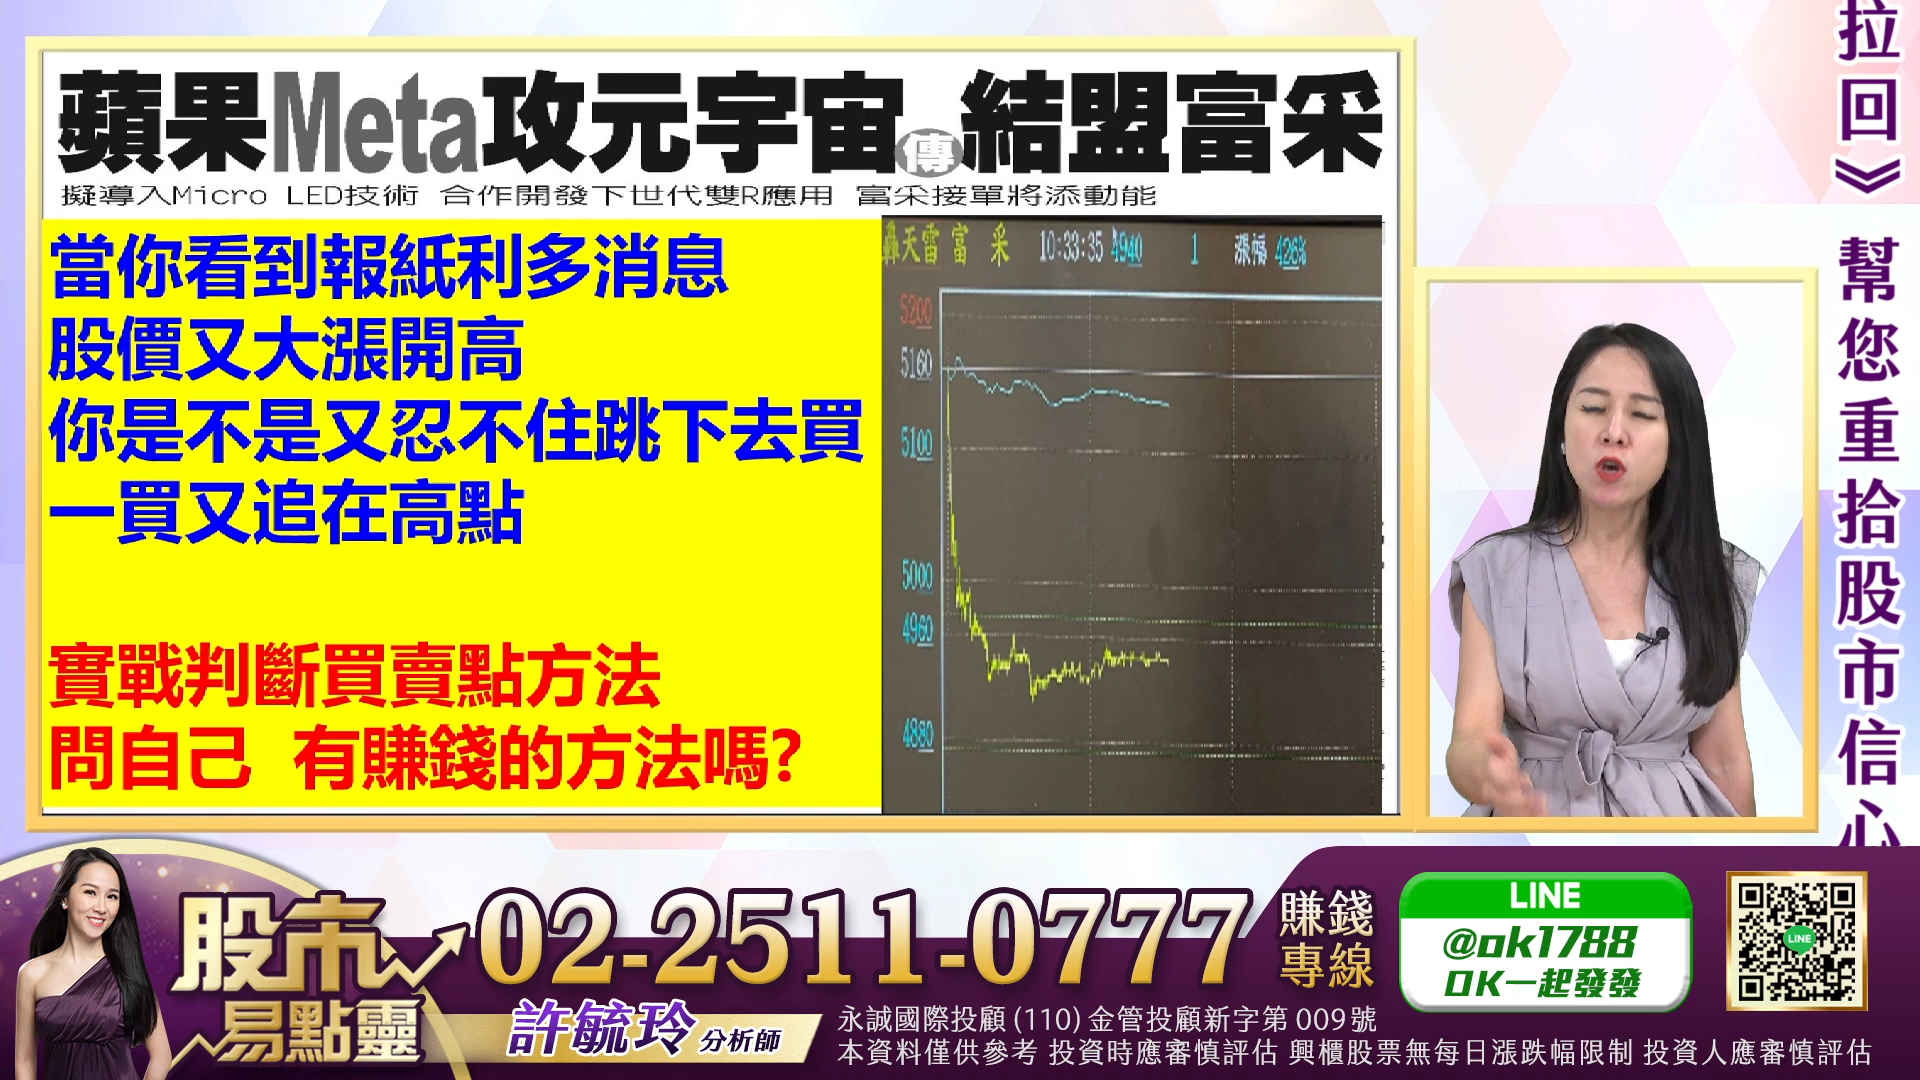 蘋果Meta攻元宇宙 傳 結盟富采
擬導入Micro LED技術 合作開發下世代雙R應用 富采接單將添動能
當你看到報紙利多消息
股價又大漲開高
你是不是又忍不住跳下去買
一買又追在高點
實戰判斷買賣點方法
問自己 有賺錢的方法嗎?
轟天雷 富 采 10:33:35 4940 1 漲幅 426%
5200
5160
5100
5000
4960
4880
拉回》幫您重拾股市信心
股市易點靈
02-2511-0777
賺錢專線
許毓玲 分析師
LINE
@ok1788
OK一起發發
LINE
永誠國際投顧 (110) 金管投顧新字第 009 號
本資料僅供參考 投資時應審慎評估 興櫃股票無每日漲跌幅限制 投資人應審慎評估